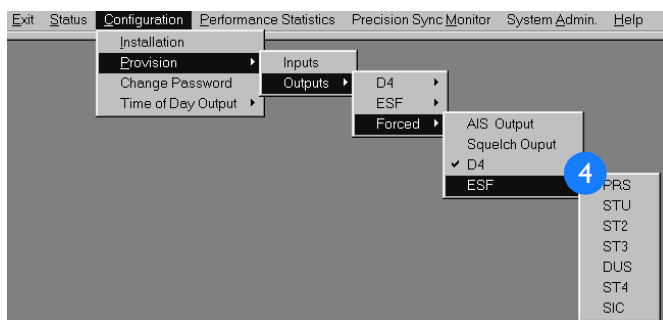 Exit Status Configuration Performance Statistics Precision Sync Monitor System Admin. Help
Installation
Provision
Change Password
Time of Day Output
Inputs
Outputs
D4
ESF
Forced
AIS Output
Squelch Ouput
D4
ESF
4
PRS
STU
ST2
ST3
DUS
ST4
SIC